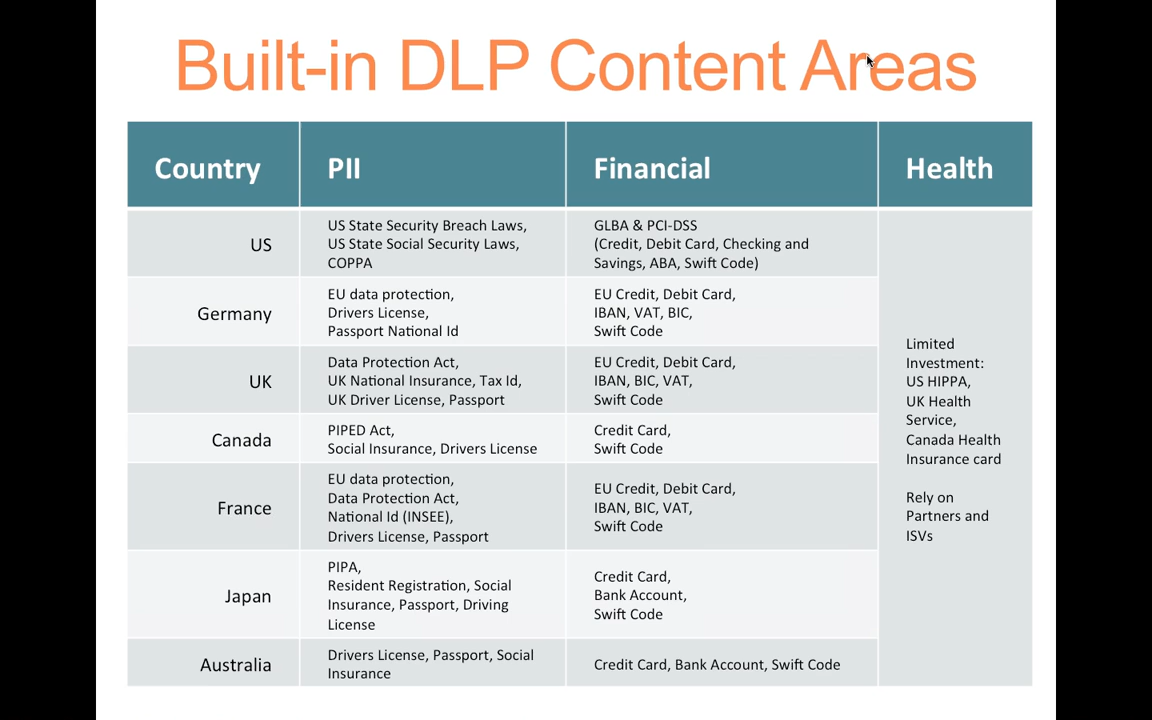 Built-in DLP Content Areas
Country
PII
Financial
Health
US
US State Security Breach Laws,
US State Social Security Laws,
COPPA
GLBA & PCI-DSS
(Credit, Debit Card, Checking and
Savings, ABA, Swift Code)
Germany
EU data protection,
Drivers License,
Passport National Id
EU Credit, Debit Card,
IBAN, VAT, BIC,
Swift Code
UK
Data Protection Act,
UK National Insurance, Tax Id,
UK Driver License, Passport
EU Credit, Debit Card,
IBAN, BIC, VAT,
Swift Code
Canada
PIPED Act,
Social Insurance, Drivers License
Credit Card,
Swift Code
France
EU data protection,
Data Protection Act,
National Id (INSEE),
Drivers License, Passport
EU Credit, Debit Card,
IBAN, BIC, VAT,
Swift Code
Japan
PIPA,
Resident Registration, Social
Insurance, Passport, Driving
License
Credit Card,
Bank Account,
Swift Code
Australia
Drivers License, Passport, Social
Insurance
Credit Card, Bank Account, Swift Code
Limited
Investment:
US HIPPA,
UK Health
Service,
Canada Health
Insurance card
Rely on
Partners and
ISVs